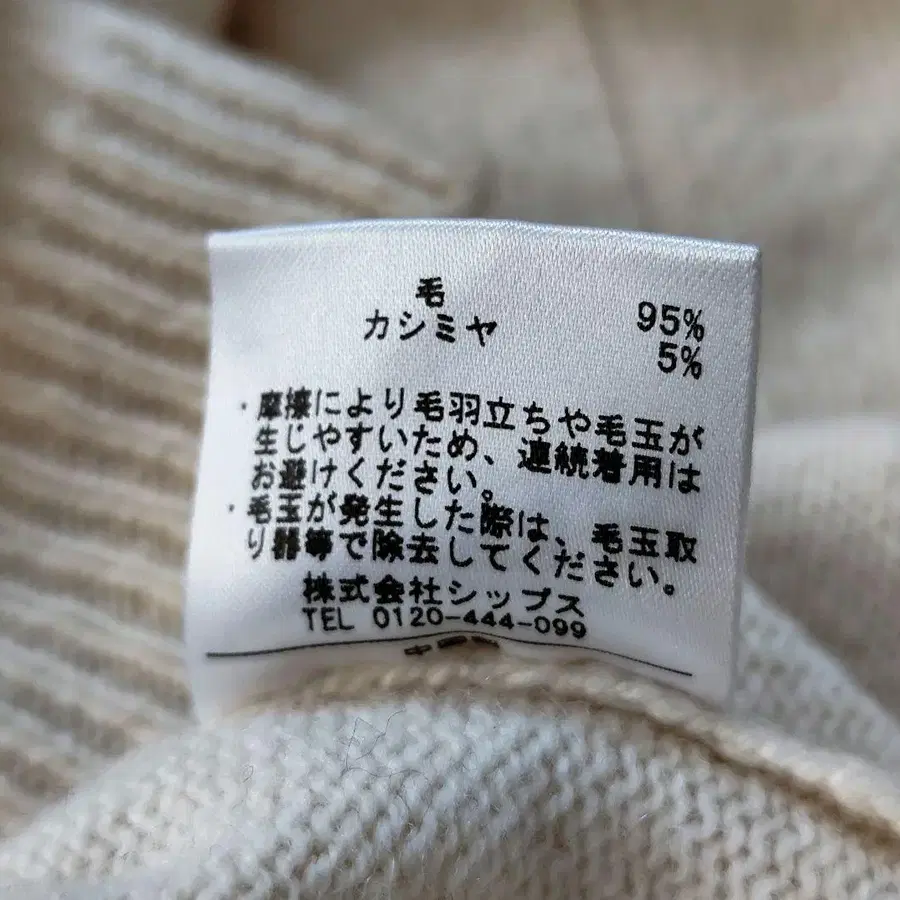 毛 95%
カシミヤ 5%
・摩擦により毛羽立ちや毛玉が
生じやすいため、連続着用は
お避けください。
・毛玉が発生した際は、毛玉取
り器等で除去してください。
株式会社シップス
TEL 0120-444-099